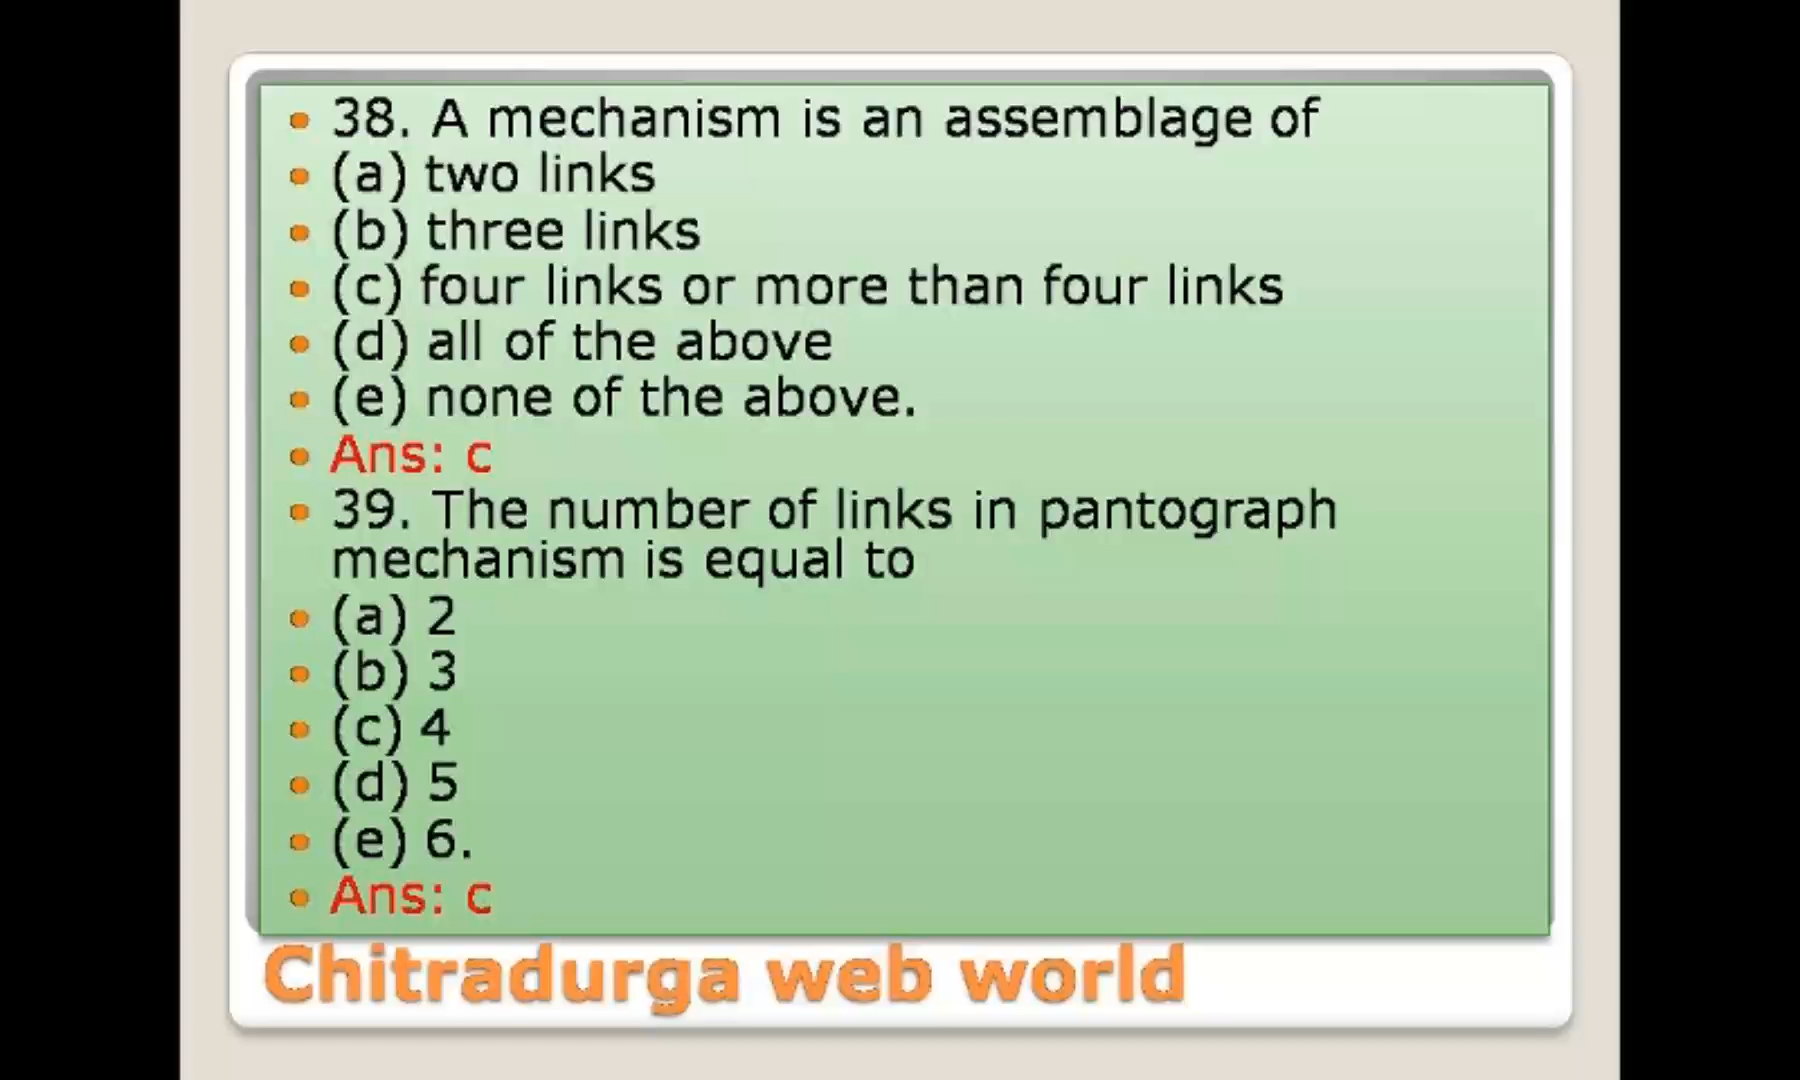 38. A mechanism is an assemblage of
(a) two links
(b) three links
(c) four links or more than four links
(d) all of the above
(e) none of the above.
Ans: c
39. The number of links in pantograph
mechanism is equal to
(a) 2
(b) 3
(c) 4
(d) 5
(e) 6.
Ans: c
Chitradurga web world